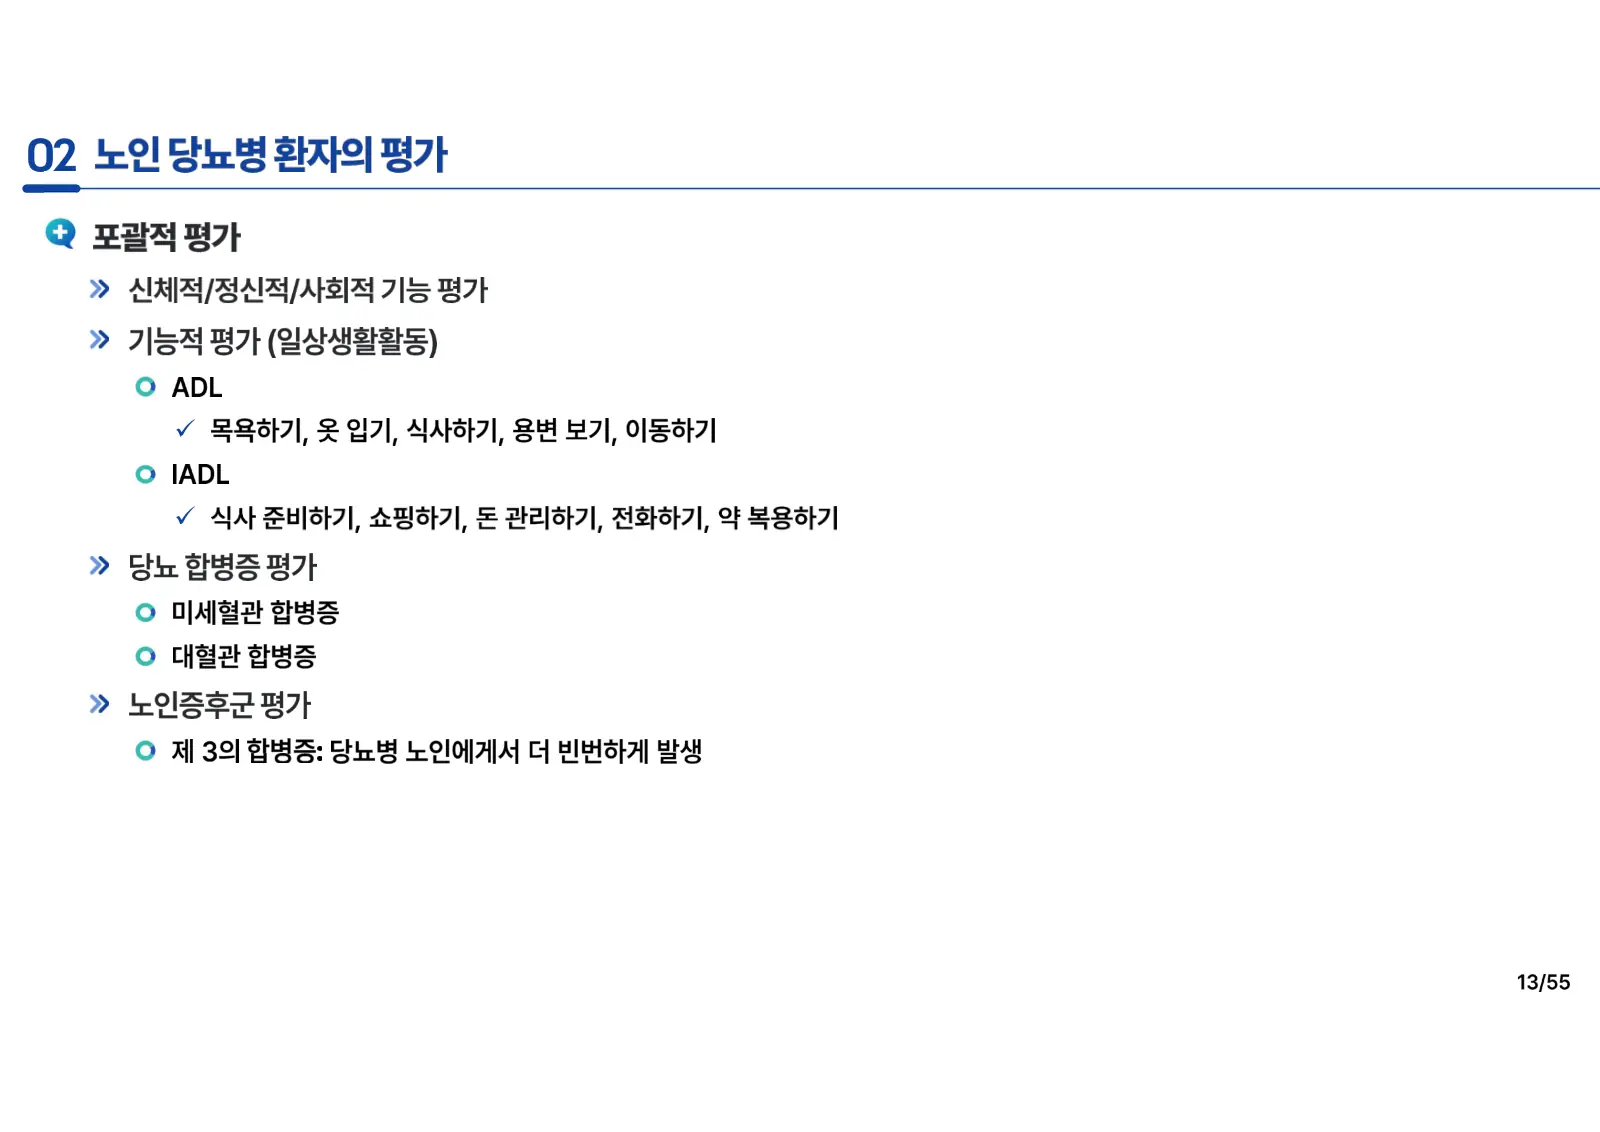 02 노인 당뇨병 환자의 평가
포괄적 평가
신체적/정신적/사회적 기능 평가
기능적 평가 (일상생활활동)
ADL
목욕하기, 옷 입기, 식사하기, 용변 보기, 이동하기
IADL
식사 준비하기, 쇼핑하기, 돈 관리하기, 전화하기, 약 복용하기
당뇨 합병증 평가
미세혈관 합병증
대혈관 합병증
노인증후군 평가
제 3의 합병증: 당뇨병 노인에게서 더 빈번하게 발생
13/55